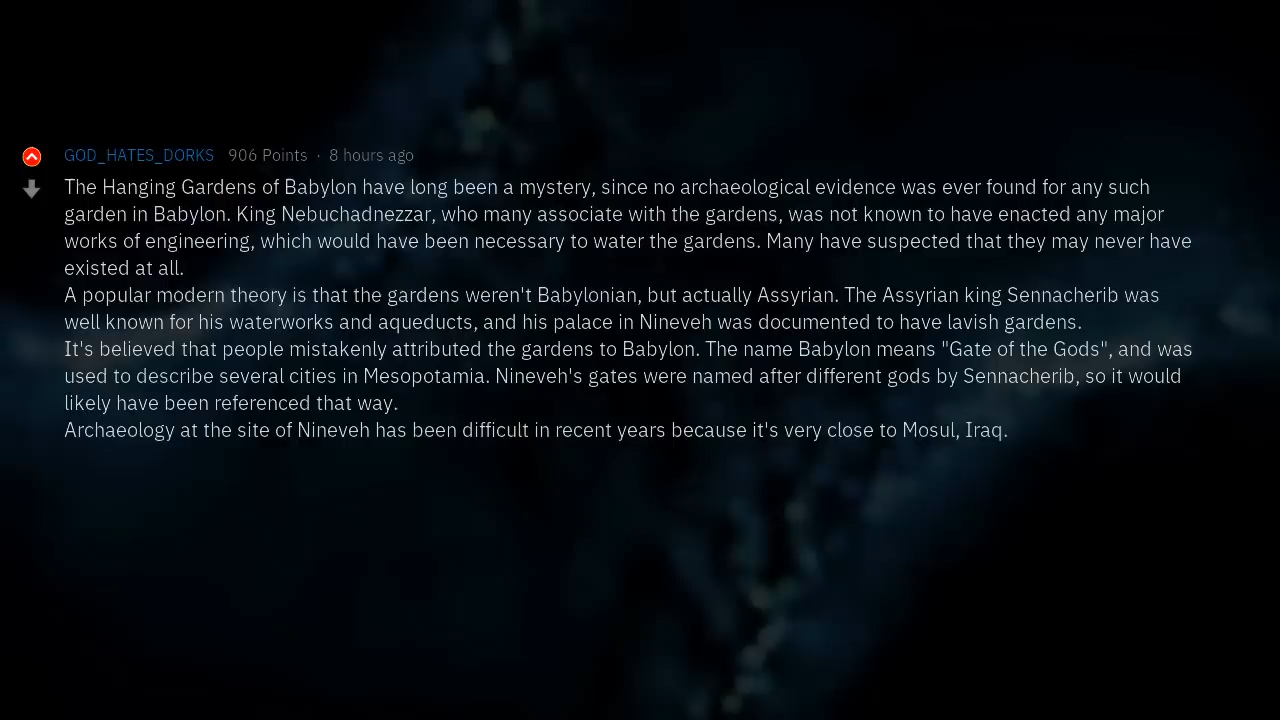 GOD_HATES_DORKS 906 Points · 8 hours ago
The Hanging Gardens of Babylon have long been a mystery, since no archaeological evidence was ever found for any such
garden in Babylon. King Nebuchadnezzar, who many associate with the gardens, was not known to have enacted any major
works of engineering, which would have been necessary to water the gardens. Many have suspected that they may never have
existed at all.
A popular modern theory is that the gardens weren't Babylonian, but actually Assyrian. The Assyrian king Sennacherib was
well known for his waterworks and aqueducts, and his palace in Nineveh was documented to have lavish gardens.
It's believed that people mistakenly attributed the gardens to Babylon. The name Babylon means "Gate of the Gods", and was
used to describe several cities in Mesopotamia. Nineveh's gates were named after different gods by Sennacherib, so it would
likely have been referenced that way.
Archaeology at the site of Nineveh has been difficult in recent years because it's very close to Mosul, Iraq.